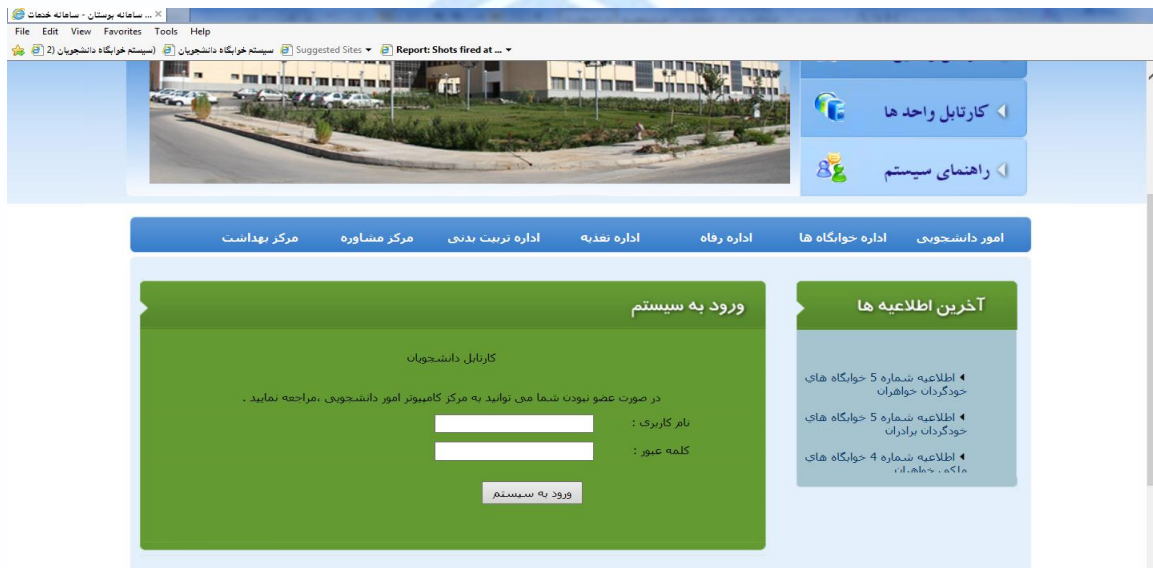 سامانه بوستان - سامانه خدمات ...
File Edit View Favorites Tools Help
سیستم خوابگاه دانشجویان (2) سیستم خوابگاه دانشجویان Suggested Sites Report: Shots fired at ...
کارتابل واحد ها
راهنمای سیستم
امور دانشجویی اداره خوابگاه ها اداره رفاه اداره تغذیه اداره تربیت بدنی مرکز مشاوره مرکز بهداشت
آخرین اطلاعیه ها
اطلاعیه شماره 5 خوابگاه های
خودگردان خواهران
اطلاعیه شماره 5 خوابگاه های
خودگردان برادران
اطلاعیه شماره 4 خوابگاه های
ملکی خواهران
ورود به سیستم
کارتابل دانشجویان
در صورت عضو نبودن شما می توانید به مرکز کامپیوتر امور دانشجویی ،مراجعه نمایید .
نام کاربری :
کلمه عبور :
ورود به سیستم